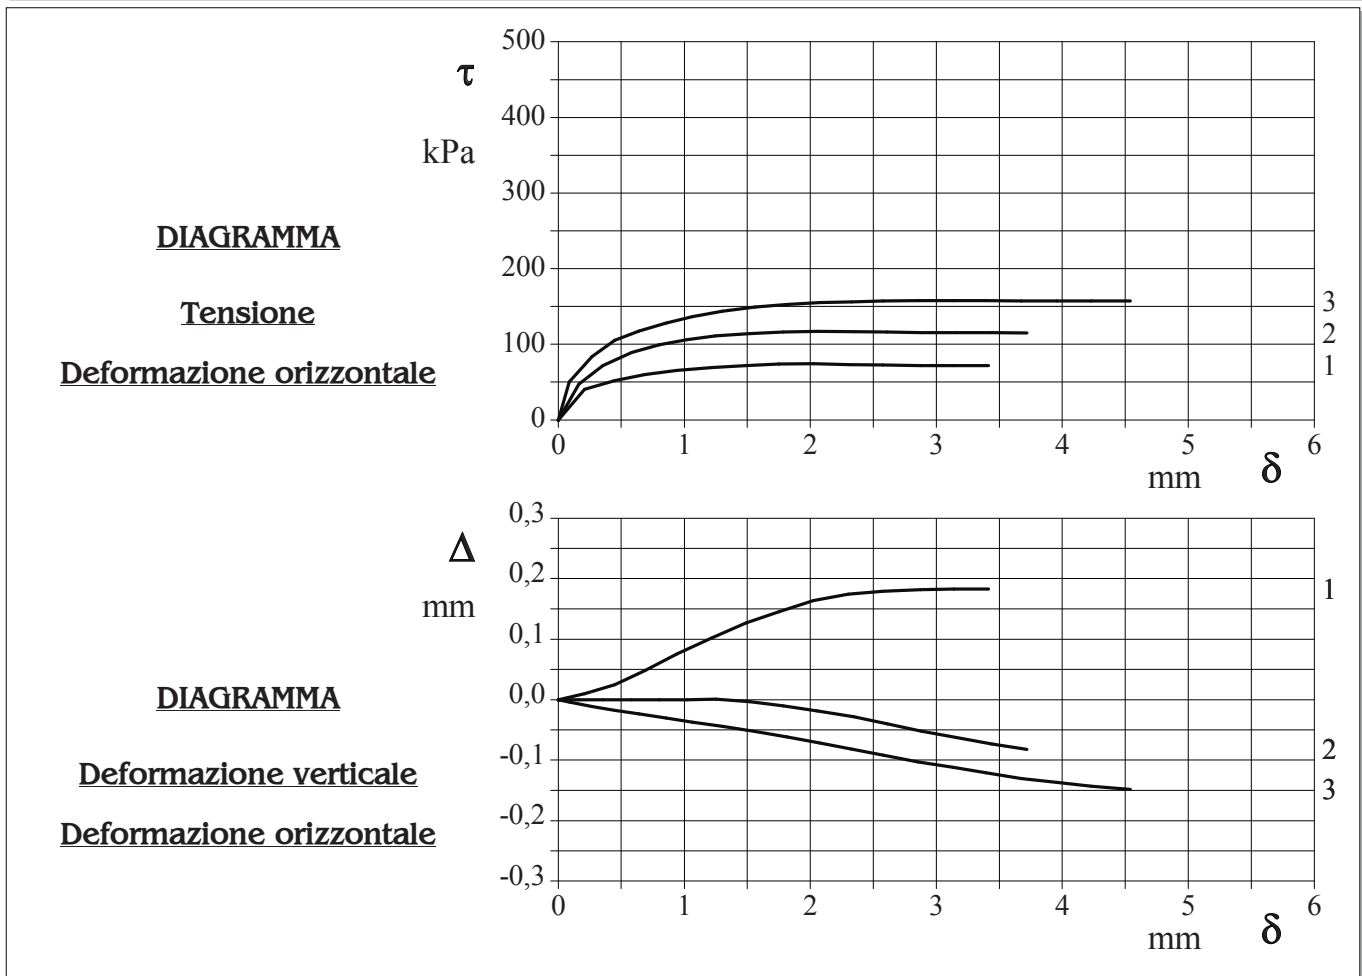 500
τ
400
kPa
300
DIAGRAMMA
200
Tensione
3
2
100
Deformazione orizzontale
1
0
0 1 2 3 4 5 6
mm δ
0,3
Δ
0,2
mm
1
0,1
DIAGRAMMA
0,0
-0,1
2
Deformazione verticale
3
-0,2
Deformazione orizzontale
-0,3
0 1 2 3 4 5 6
mm δ